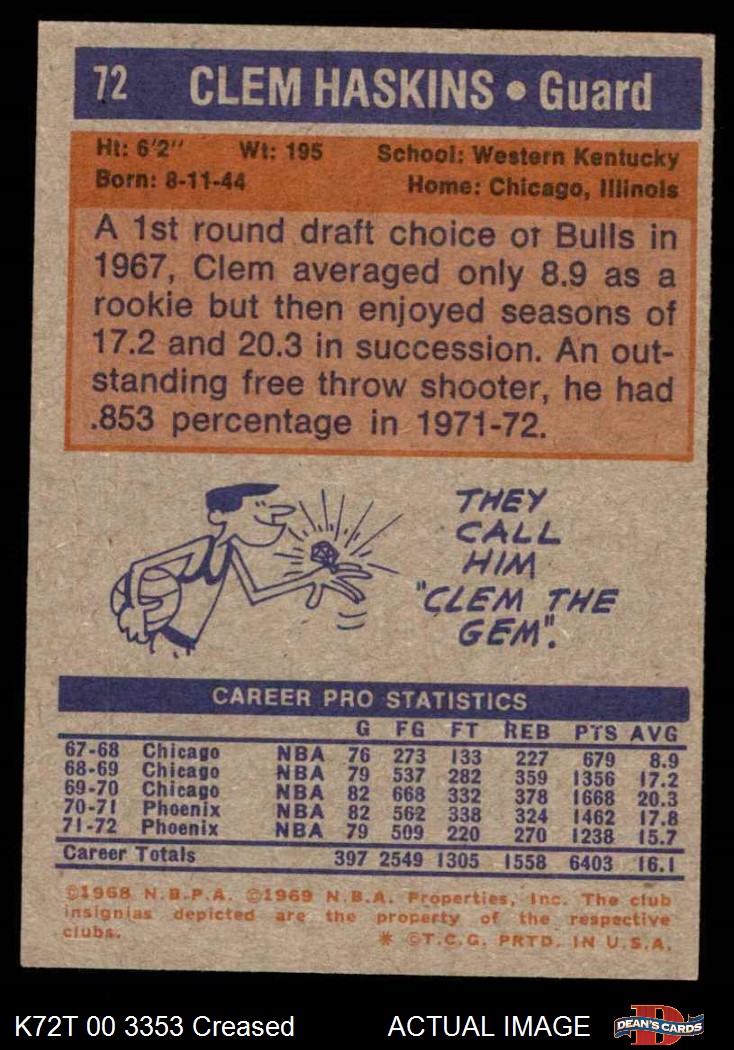 72 CLEM HASKINS • Guard
Ht: 6'2" Wt: 195 School: Western Kentucky
Born: 8-11-44 Home: Chicago, Illinois
A 1st round draft choice of Bulls in
1967, Clem averaged only 8.9 as a
rookie but then enjoyed seasons of
17.2 and 20.3 in succession. An out-
standing free throw shooter, he had
.853 percentage in 1971-72.
THEY
CALL
HIM
"CLEM THE
GEM".
CAREER PRO STATISTICS
G FG FT REB PTS AVG
67-68 Chicago NBA 76 273 133 227 679 8.9
68-69 Chicago NBA 79 537 282 359 1356 17.2
69-70 Chicago NBA 82 668 332 378 1668 20.3
70-71 Phoenix NBA 82 562 338 324 1462 17.8
71-72 Phoenix NBA 79 509 220 270 1238 15.7
Career Totals 397 2549 1305 1558 6403 16.1
©1968 N.B.P.A. ©1969 N.B.A. Properties, Inc. The club
insignias depicted are the property of the respective
clubs.
* ©T.C.G. PRTD. IN U.S.A.
K72T 00 3353 Creased ACTUAL IMAGE DEAN'S CARDS